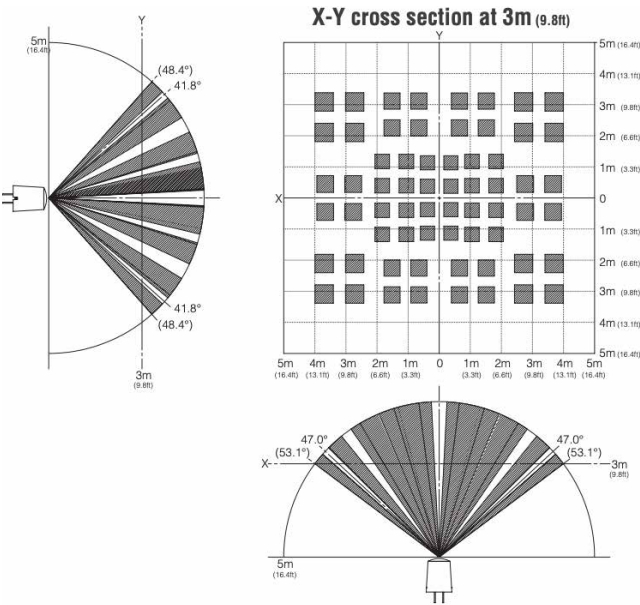 X-Y cross section at 3m (9.8ft)
Y
5m
(16.4ft)
(48.4°)
41.8°
41.8°
(48.4°)
3m
(9.8ft)
Y
5m (16.4ft)
4m (13.1ft)
3m (9.8ft)
2m (6.6ft)
1m (3.3ft)
X
0
1m (3.3ft)
2m (6.6ft)
3m (9.8ft)
4m (13.1ft)
5m (16.4ft)
5m 4m 3m 2m 1m 0 1m 2m 3m 4m 5m
(16.4ft) (13.1ft) (9.8ft) (6.6ft) (3.3ft) (3.3ft) (6.6ft) (9.8ft) (13.1ft) (16.4ft)
47.0° 47.0°
(53.1°) (53.1°)
X 3m
(9.8ft)
5m
(16.4ft)